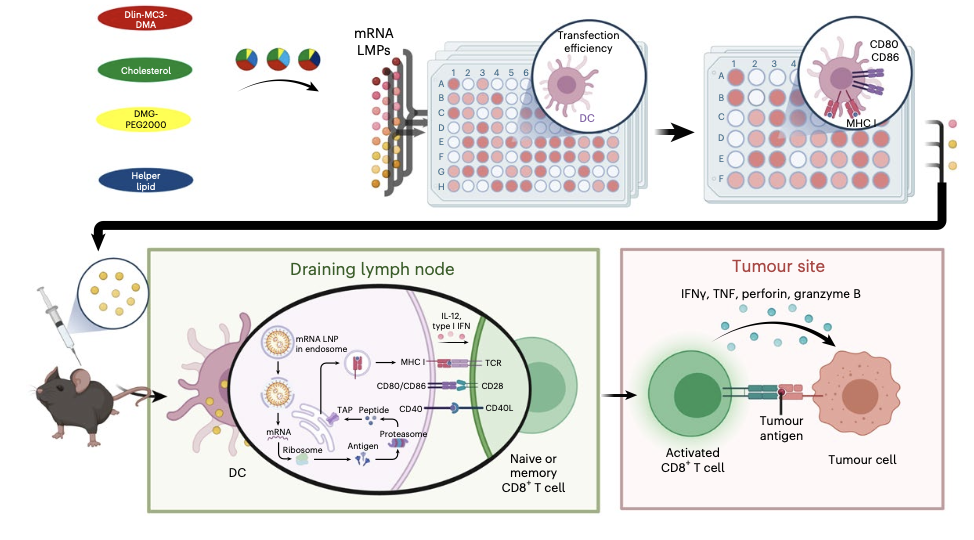 Dlin-MC3-
DMA
Cholesterol
DMG-
PEG2000
Helper
lipid
mRNA
LMPs
1 2 3 4 5 6
A
B
C
D
E
F
G
H
Transfection
efficiency
DC
1 2 3 4
A
B
C
D
E
F
CD80
CD86
MHC I
Draining lymph node
mRNA LNP
in endosome
mRNA
Ribosome
Antigen
Proteasome
TAP Peptide
IL-12,
type I IFN
MHC I
TCR
CD80/CD86
CD28
CD40
CD40L
DC
Naive or
memory
CD8⁺ T cell
Tumour site
IFNγ, TNF, perforin, granzyme B
Tumour
antigen
Activated
CD8⁺ T cell
Tumour cell